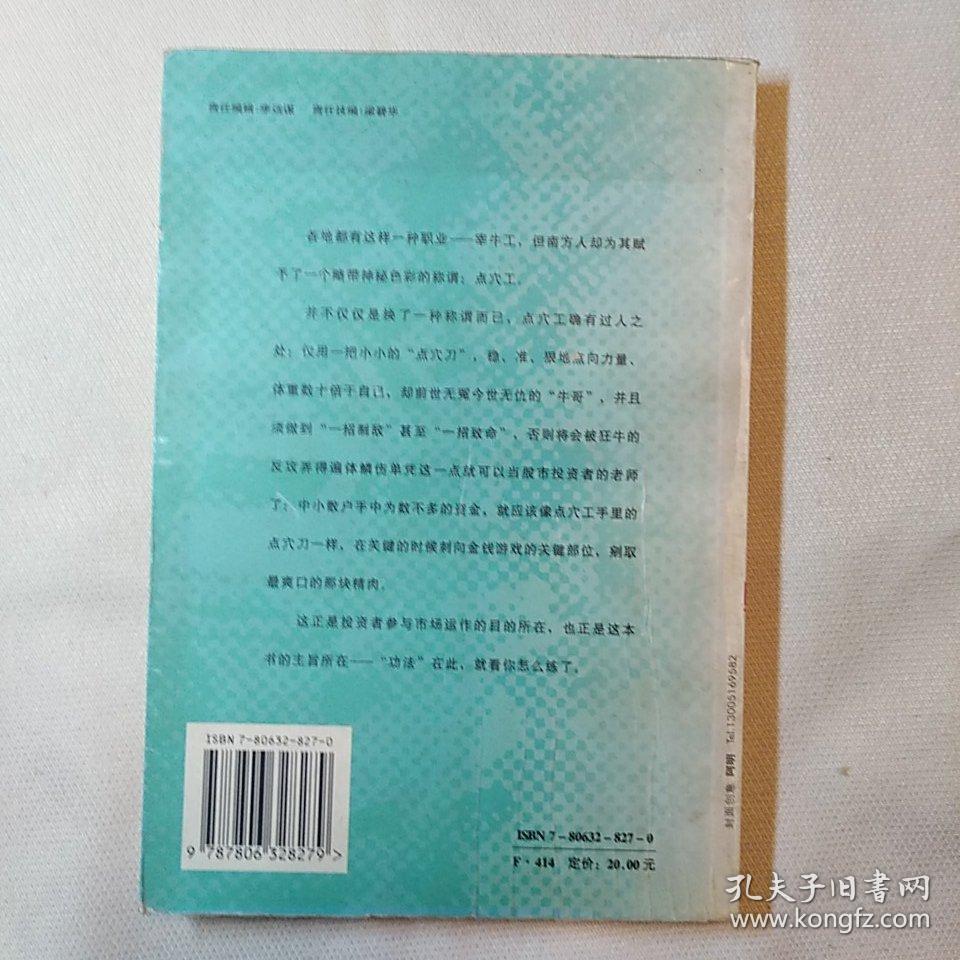 责任编辑:
责任技编:梁碧华
各地都有这样一种职业——宰牛工，但南方人却为其赋
予了一个略带神秘色彩的称谓：点穴工。
并不仅仅是换了一种称谓而已，点穴工确有过人之
处：仅用一把小小的“点穴刀”，稳、准、狠地点向力量、
体重数十倍于自己，却前世无冤今世无仇的“牛哥”，并且
须做到“一招制敌”甚至“一招致命”，否则将会被狂牛的
反攻弄得遍体鳞伤单凭这一点就可以当股市投资者的老师
了：中小散户手中为数不多的资金，就应该像点穴工手里的
点穴刀一样，在关键的时候刺向金钱游戏的关键部位，剜取
最爽口的那块精肉。
这正是投资者参与市场运作的目的所在，也正是这本
书的主旨所在——“功法”在此，就看你怎么练了。
ISBN 7-80632-827-0
9 787806 328279 >
ISBN 7-80632-827-0
F·414 定价：20.00元
封面创意 阿明 Tel.13005169582
孔夫子旧书网
www.kongfz.com